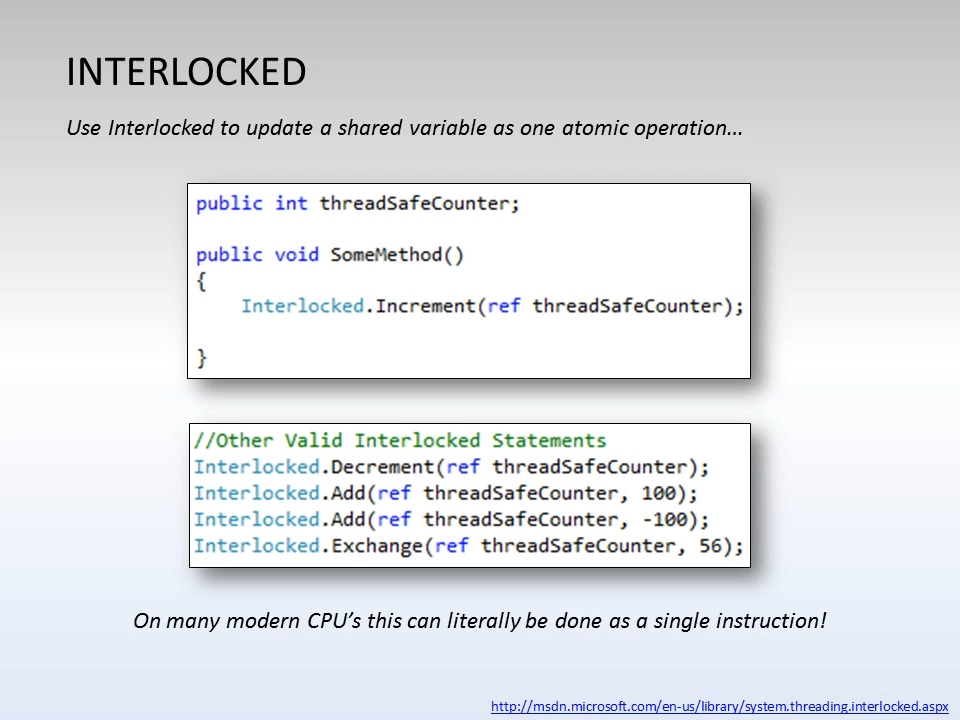 INTERLOCKED
Use Interlocked to update a shared variable as one atomic operation...
public int threadSafeCounter;
public void SomeMethod()
{
Interlocked.Increment(ref threadSafeCounter);
}
//Other Valid Interlocked Statements
Interlocked.Decrement(ref threadSafeCounter);
Interlocked.Add(ref threadSafeCounter, 100);
Interlocked.Add(ref threadSafeCounter, -100);
Interlocked.Exchange(ref threadSafeCounter, 56);
On many modern CPU’s this can literally be done as a single instruction!
http://msdn.microsoft.com/en-us/library/system.threading.interlocked.aspx